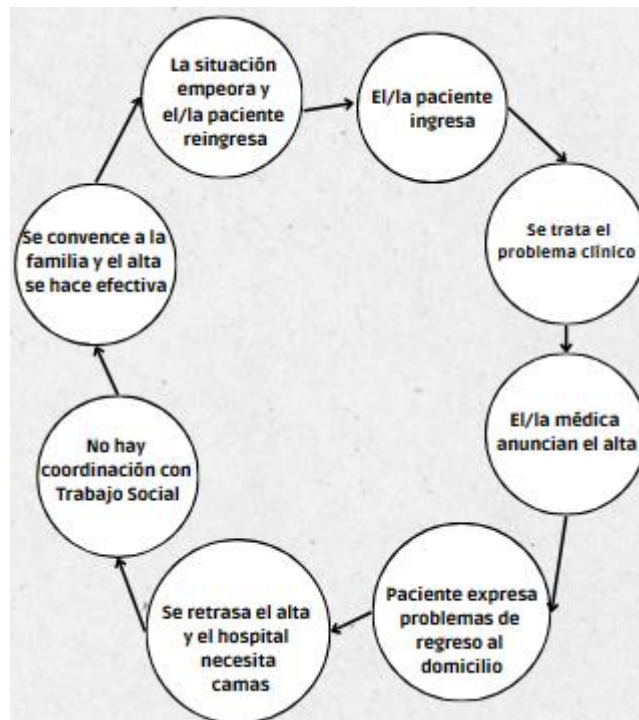 La situación
empeora y
el/la paciente
reingresa
El/la paciente
ingresa
Se trata el
problema clínico
El/la médica
anuncian el alta
Paciente expresa
problemas de
regreso al
domicilio
Se retrasa el alta
y el hospital
necesita
camas
No hay
coordinación con
Trabajo Social
Se convence a la
familia y el alta
se hace efectiva